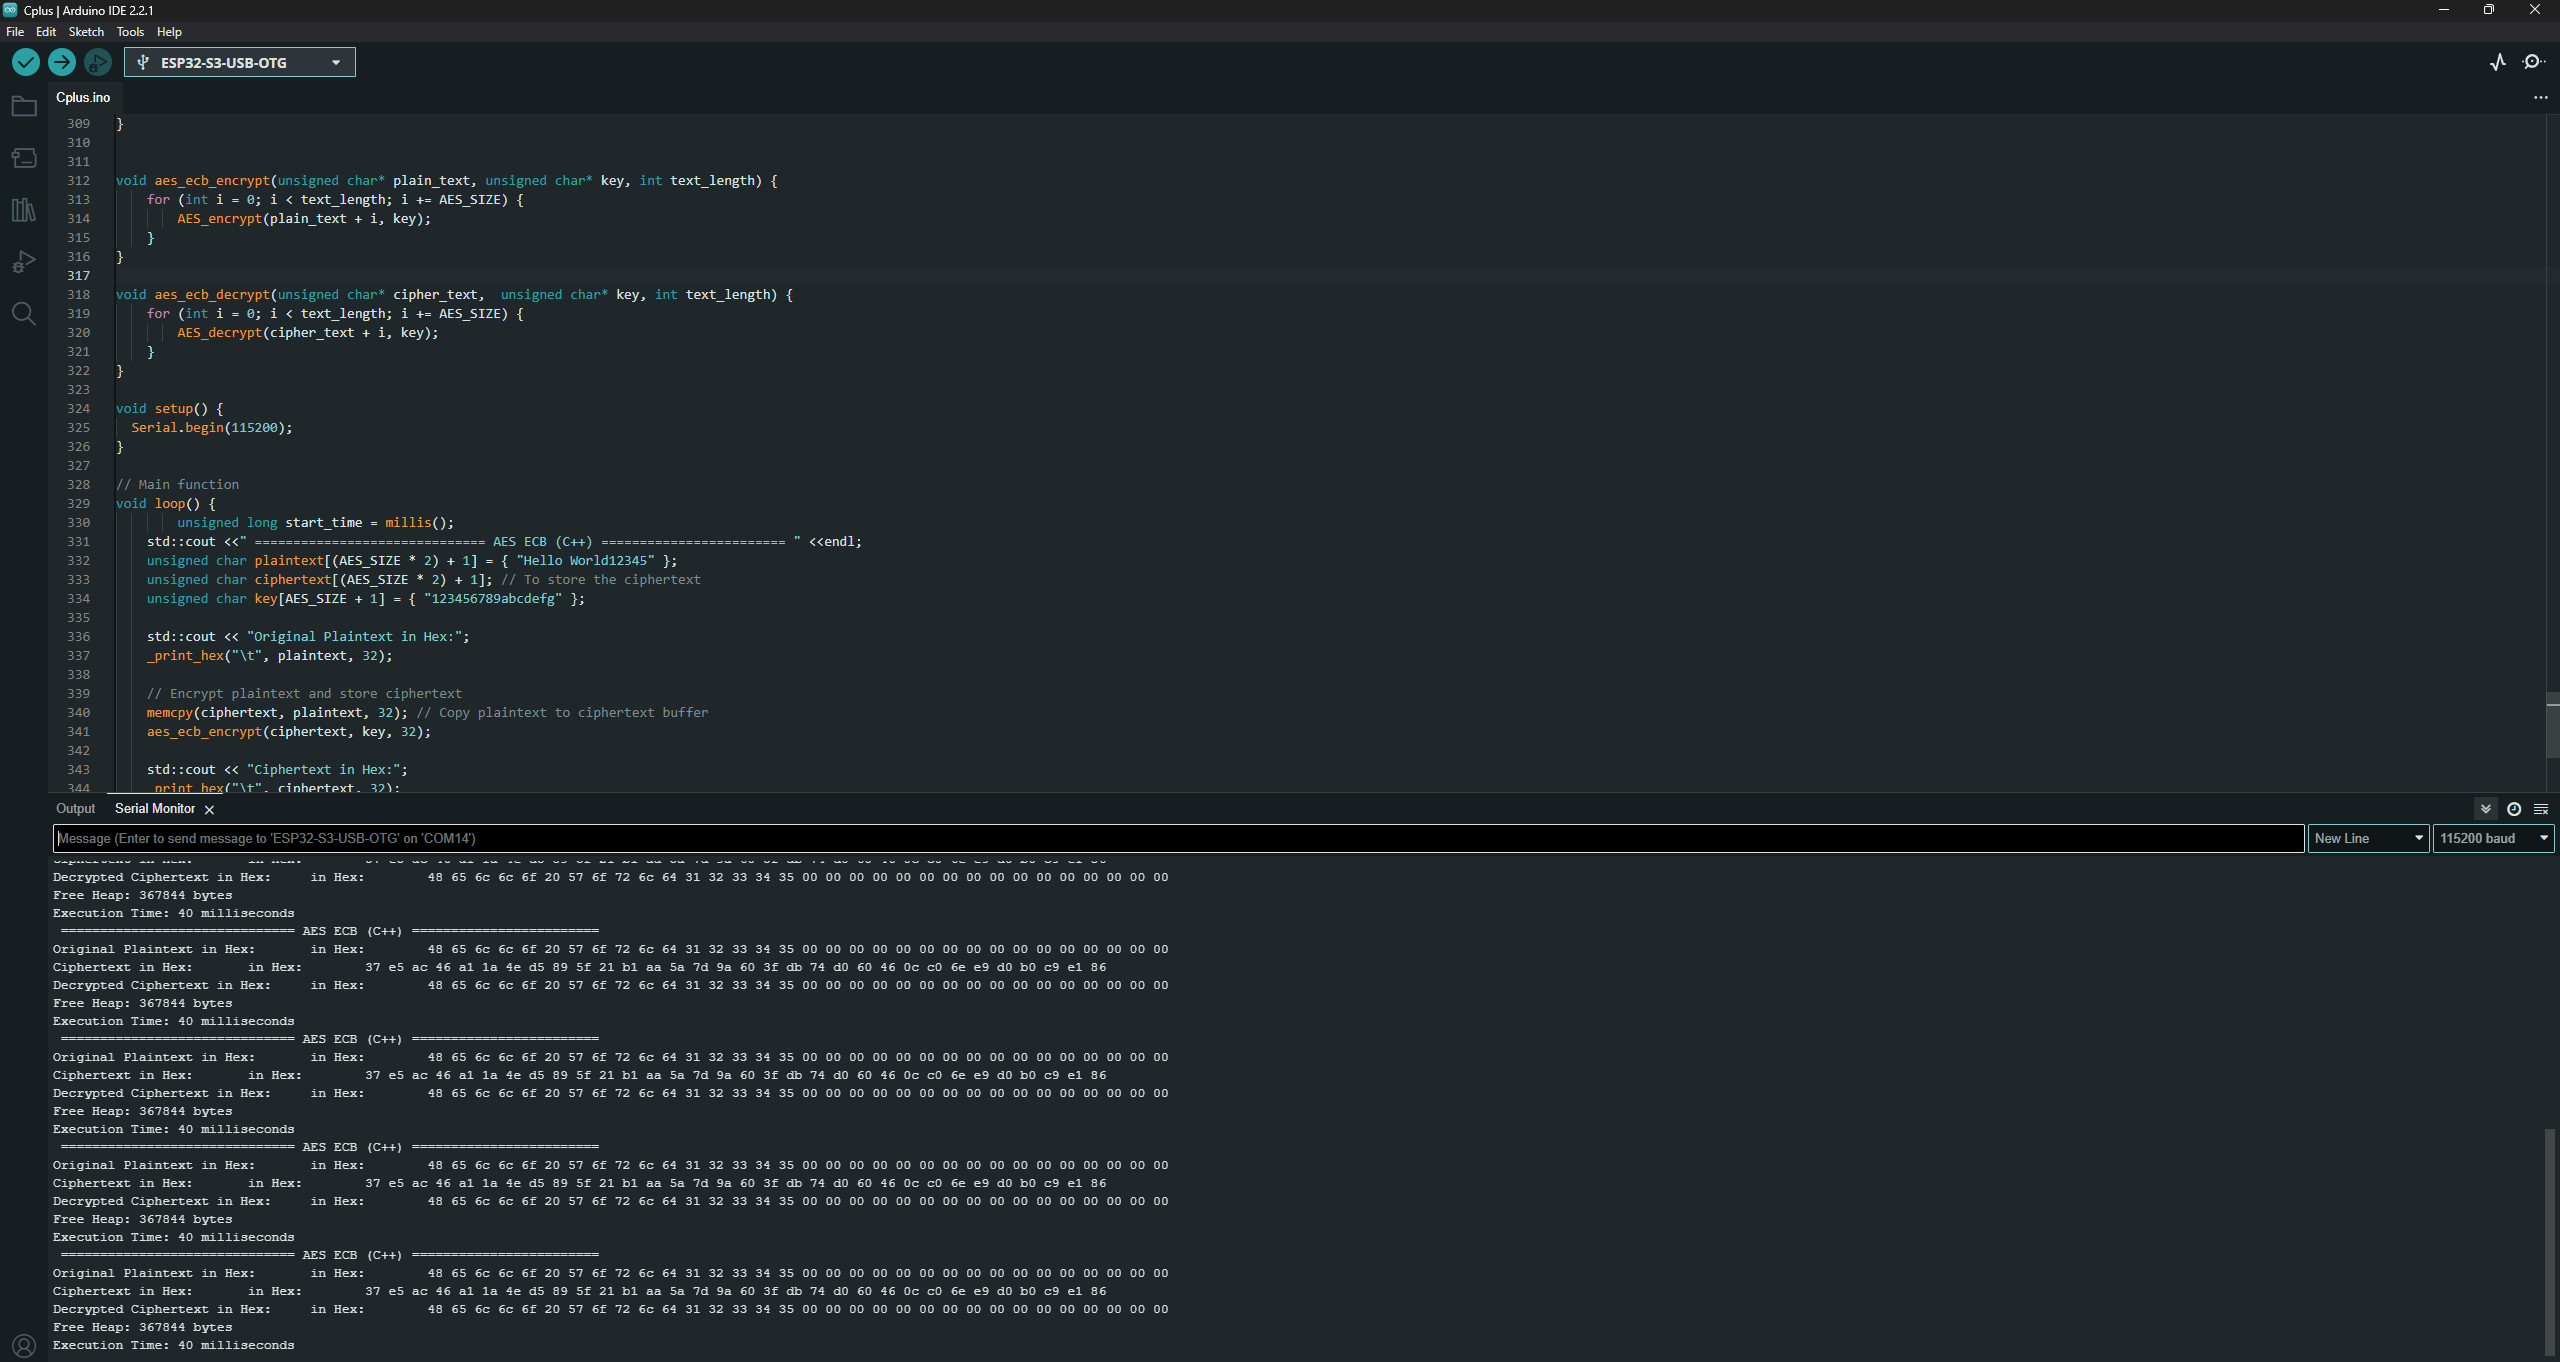 Cplus | Arduino IDE 2.2.1
File Edit Sketch Tools Help
ESP32-S3-USB-OTG
Cplus.ino
309 }
310
311
312 void aes_ecb_encrypt(unsigned char* plain_text, unsigned char* key, int text_length) {
313 for (int i = 0; i < text_length; i += AES_SIZE) {
314 AES_encrypt(plain_text + i, key);
315 }
316 }
317
318 void aes_ecb_decrypt(unsigned char* cipher_text,  unsigned char* key, int text_length) {
319 for (int i = 0; i < text_length; i += AES_SIZE) {
320 AES_decrypt(cipher_text + i, key);
321 }
322 }
323
324 void setup() {
325 Serial.begin(115200);
326 }
327
328 // Main function
329 void loop() {
330 unsigned long start_time = millis();
331 std::cout <<" ============================== AES ECB (C++) ======================== " <<endl;
332 unsigned char plaintext[(AES_SIZE * 2) + 1] = { "Hello World12345" };
333 unsigned char ciphertext[(AES_SIZE * 2) + 1]; // To store the ciphertext
334 unsigned char key[AES_SIZE + 1] = { "123456789abcdefg" };
335
336 std::cout << "Original Plaintext in Hex:";
337 _print_hex("\t", plaintext, 32);
338
339 // Encrypt plaintext and store ciphertext
340 memcpy(ciphertext, plaintext, 32); // Copy plaintext to ciphertext buffer
341 aes_ecb_encrypt(ciphertext, key, 32);
342
343 std::cout << "Ciphertext in Hex:";
344 _print_hex("\t", ciphertext, 32);
Output Serial Monitor
Message (Enter to send message to 'ESP32-S3-USB-OTG' on 'COM14') New Line 115200 baud
Decrypted Ciphertext in Hex: in Hex: 48 65 6c 6c 6f 20 57 6f 72 6c 64 31 32 33 34 35 00 00 00 00 00 00 00 00 00 00 00 00 00 00 00 00
Free Heap: 367844 bytes
Execution Time: 40 milliseconds
============================== AES ECB (C++) ========================
Original Plaintext in Hex: in Hex: 48 65 6c 6c 6f 20 57 6f 72 6c 64 31 32 33 34 35 00 00 00 00 00 00 00 00 00 00 00 00 00 00 00 00
Ciphertext in Hex: in Hex: 37 e5 ac 46 a1 1a 4e d5 89 5f 21 b1 aa 5a 7d 9a 60 3f db 74 d0 60 46 0c c0 6e e9 d0 b0 c9 e1 86
Decrypted Ciphertext in Hex: in Hex: 48 65 6c 6c 6f 20 57 6f 72 6c 64 31 32 33 34 35 00 00 00 00 00 00 00 00 00 00 00 00 00 00 00 00
Free Heap: 367844 bytes
Execution Time: 40 milliseconds
============================== AES ECB (C++) ========================
Original Plaintext in Hex: in Hex: 48 65 6c 6c 6f 20 57 6f 72 6c 64 31 32 33 34 35 00 00 00 00 00 00 00 00 00 00 00 00 00 00 00 00
Ciphertext in Hex: in Hex: 37 e5 ac 46 a1 1a 4e d5 89 5f 21 b1 aa 5a 7d 9a 60 3f db 74 d0 60 46 0c c0 6e e9 d0 b0 c9 e1 86
Decrypted Ciphertext in Hex: in Hex: 48 65 6c 6c 6f 20 57 6f 72 6c 64 31 32 33 34 35 00 00 00 00 00 00 00 00 00 00 00 00 00 00 00 00
Free Heap: 367844 bytes
Execution Time: 40 milliseconds
============================== AES ECB (C++) ========================
Original Plaintext in Hex: in Hex: 48 65 6c 6c 6f 20 57 6f 72 6c 64 31 32 33 34 35 00 00 00 00 00 00 00 00 00 00 00 00 00 00 00 00
Ciphertext in Hex: in Hex: 37 e5 ac 46 a1 1a 4e d5 89 5f 21 b1 aa 5a 7d 9a 60 3f db 74 d0 60 46 0c c0 6e e9 d0 b0 c9 e1 86
Decrypted Ciphertext in Hex: in Hex: 48 65 6c 6c 6f 20 57 6f 72 6c 64 31 32 33 34 35 00 00 00 00 00 00 00 00 00 00 00 00 00 00 00 00
Free Heap: 367844 bytes
Execution Time: 40 milliseconds
============================== AES ECB (C++) ========================
Original Plaintext in Hex: in Hex: 48 65 6c 6c 6f 20 57 6f 72 6c 64 31 32 33 34 35 00 00 00 00 00 00 00 00 00 00 00 00 00 00 00 00
Ciphertext in Hex: in Hex: 37 e5 ac 46 a1 1a 4e d5 89 5f 21 b1 aa 5a 7d 9a 60 3f db 74 d0 60 46 0c c0 6e e9 d0 b0 c9 e1 86
Decrypted Ciphertext in Hex: in Hex: 48 65 6c 6c 6f 20 57 6f 72 6c 64 31 32 33 34 35 00 00 00 00 00 00 00 00 00 00 00 00 00 00 00 00
Free Heap: 367844 bytes
Execution Time: 40 milliseconds